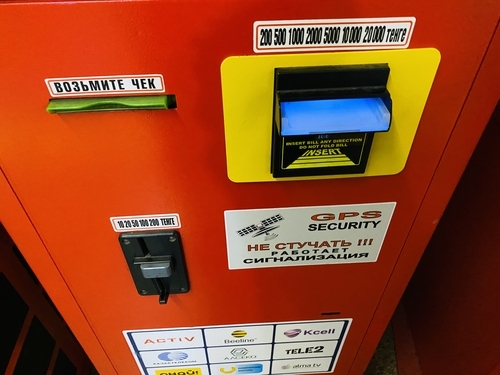 200 500 1000 2000 5000 10 000 20 000 тенге
ВОЗЬМИТЕ ЧЕК
INSERT BILL ANY DIRECTION
DO NOT FOLD BILL
INSERT
10 20 50 100 200 ТЕНГЕ
GPS
SECURITY
НЕ СТУЧАТЬ !!!
РАБОТАЕТ
СИГНАЛИЗАЦИЯ
ACTIV
Beeline
Kcell
АЛСЕКО
TELE2
alma tv